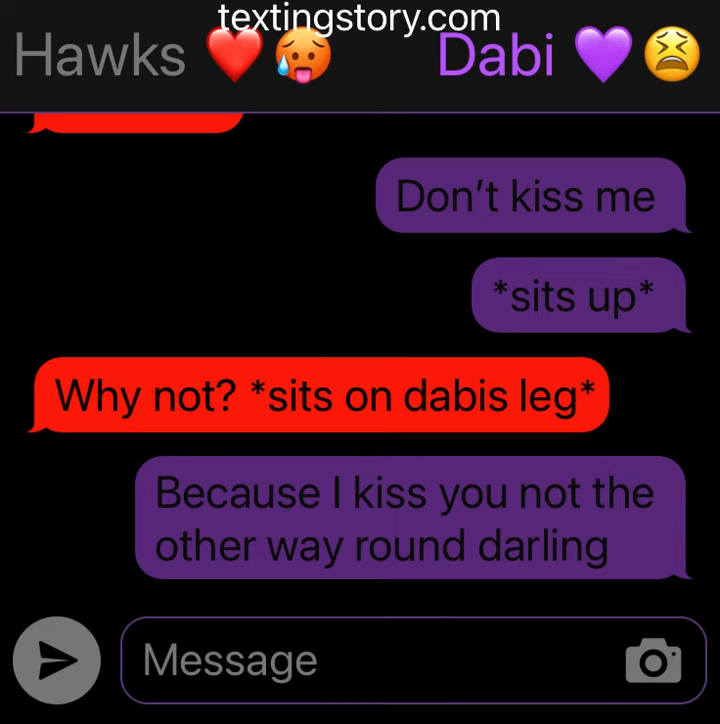 textingstory.com
Hawks ❤️🥵 Dabi 💜😫
Don’t kiss me
*sits up*
Why not? *sits on dabis leg*
Because I kiss you not the
other way round darling
Message